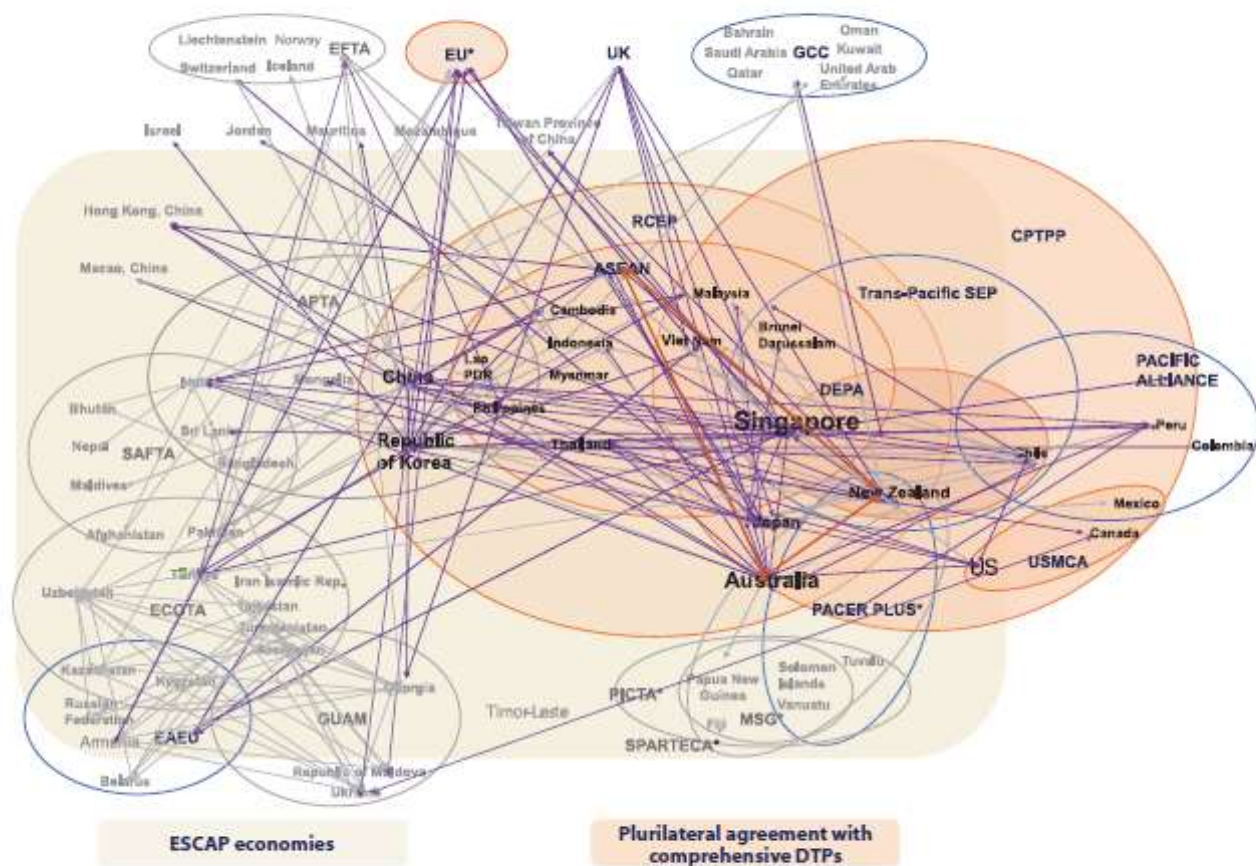 Liechtenstein Norway EFTA
Switzerland Iceland
EU*
UK
Bahrain Oman
Saudi Arabia GCC Kuwait
Qatar United Arab
Emirates
Israel
Jordan
Mauritius
Mozambique
Taiwan Province
of China
Hong Kong, China
RCEP
CPTPP
Macao, China
ASEAN
APTA
Malaysia
Trans-Pacific SEP
Cambodia
Indonesia
Viet Nam
Brunei
Darussalam
Lao
PDR
Myanmar
PACIFIC
ALLIANCE
China
Mongolia
DEPA
Bhutan
Philippines
Singapore
Peru
Sri Lanka
Nepal
SAFTA
Republic
of Korea
Thailand
Colombia
Bangladesh
Chile
Maldives
New Zealand
Mexico
Afghanistan
Pakistan
Japan
Canada
Iran Islamic Rep.
US
USMCA
Uzbekistan
ECOTA
Tajikistan
Australia
PACER PLUS*
Turkmenistan
Kazakhstan
Kyrgyzstan
Georgia
Solomon
Islands
Tuvalu
PICTA*
Papua New
Guinea
Vanuatu
Russian
Federation
GUAM
Timor-Leste
Fiji
MSG*
Armenia
EAEU
SPARTECA*
Belarus
Republic of Moldova
Ukraine
ESCAP economies
Plurilateral agreement with
comprehensive DTPs